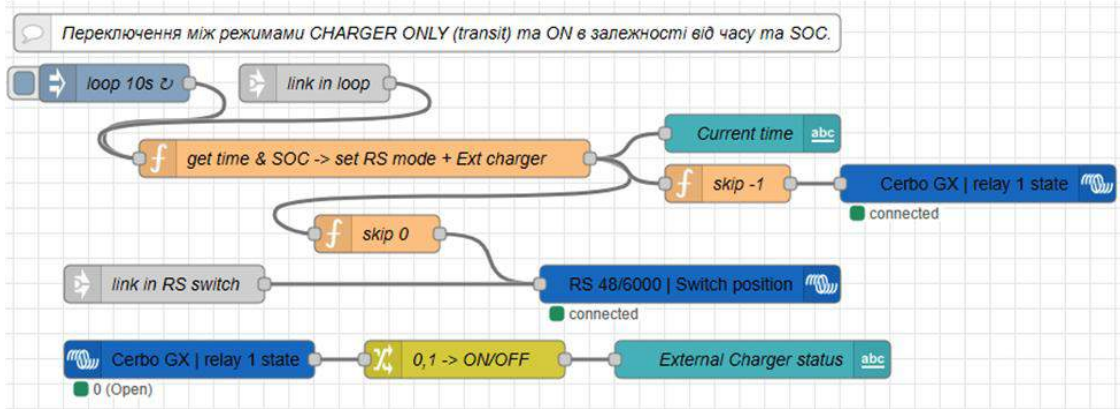 Переключення між режимами CHARGER ONLY (transit) та ON в залежності від часу та SOC.
loop 10s ↻
link in loop
Current time
abc
get time & SOC -> set RS mode + Ext charger
skip -1
Cerbo GX | relay 1 state
connected
skip 0
link in RS switch
RS 48/6000 | Switch position
connected
Cerbo GX | relay 1 state
0,1 -> ON/OFF
External Charger status
abc
0 (Open)